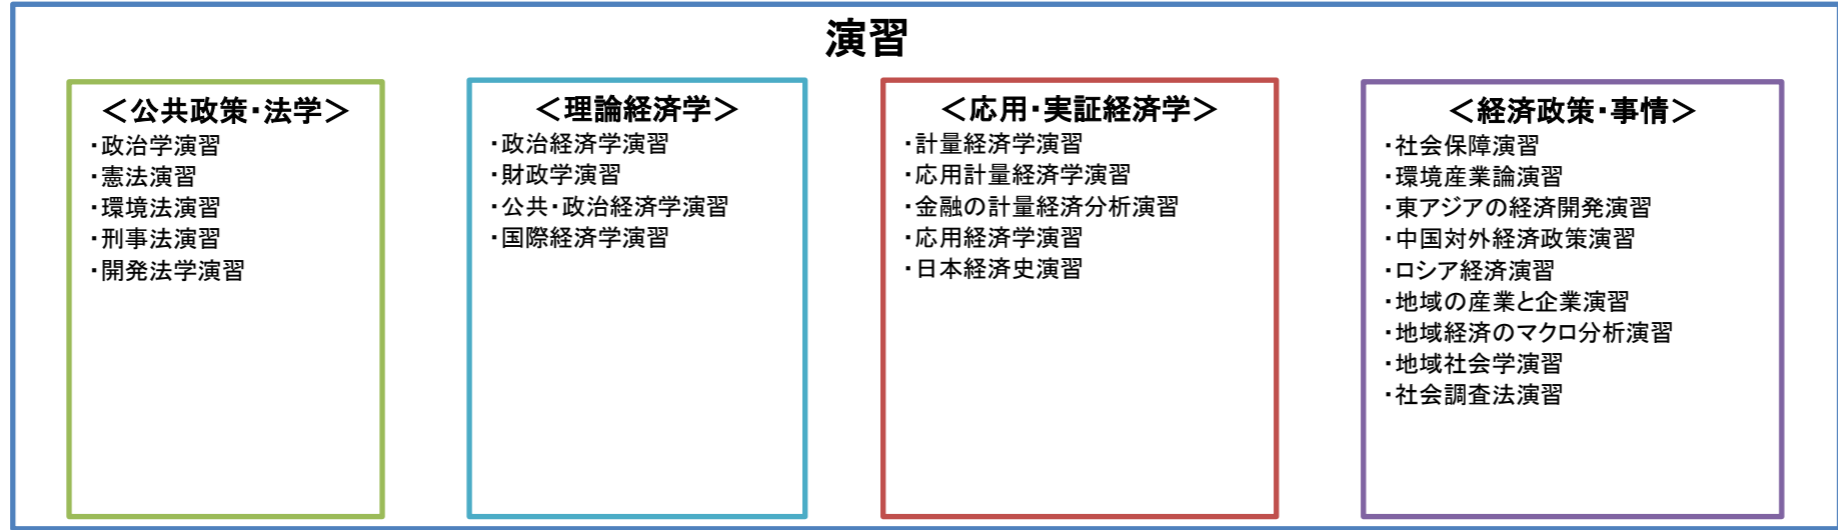 演習
＜公共政策・法学＞
・政治学演習
・憲法演習
・環境法演習
・刑事法演習
・開発法学演習
＜理論経済学＞
・政治経済学演習
・財政学演習
・公共・政治経済学演習
・国際経済学演習
＜応用・実証経済学＞
・計量経済学演習
・応用計量経済学演習
・金融の計量経済分析演習
・応用経済学演習
・日本経済史演習
＜経済政策・事情＞
・社会保障演習
・環境産業論演習
・東アジアの経済開発演習
・中国対外経済政策演習
・ロシア経済演習
・地域の産業と企業演習
・地域経済のマクロ分析演習
・地域社会学演習
・社会調査法演習